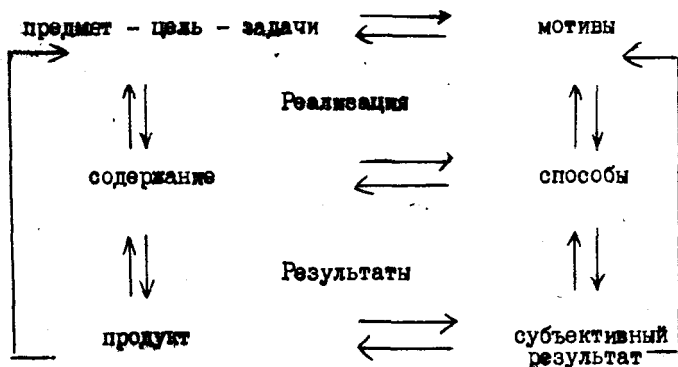 предмет - цель - задачи мотивы
Реализация
содержание способы
Результаты
продукт субъективный
результат